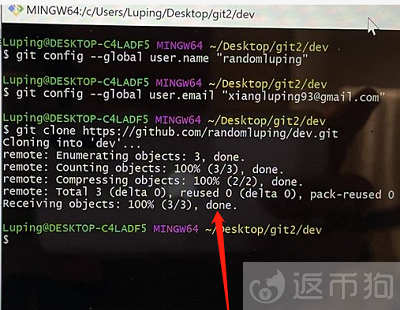 MINGW64:/c/Users/Luping/Desktop/git2/dev
Luping@DESKTOP-C4LADF5 MINGW64 ~/Desktop/git2/dev
$ git config --global user.name "randomluping"
Luping@DESKTOP-C4LADF5 MINGW64 ~/Desktop/git2/dev
$ git config --global user.email "xiangluping93@gmail.com"
Luping@DESKTOP-C4LADF5 MINGW64 ~/Desktop/git2/dev
$ git clone https://github.com/randomluping/dev.git
Cloning into 'dev'...
remote: Enumerating objects: 3, done.
remote: Counting objects: 100% (3/3), done.
remote: Compressing objects: 100% (2/2), done.
remote: Total 3 (delta 0), reused 0 (delta 0), pack-reused 0
Receiving objects: 100% (3/3), done.
Luping@DESKTOP-C4LADF5 MINGW64 ~/Desktop/git2/dev
$
返币狗